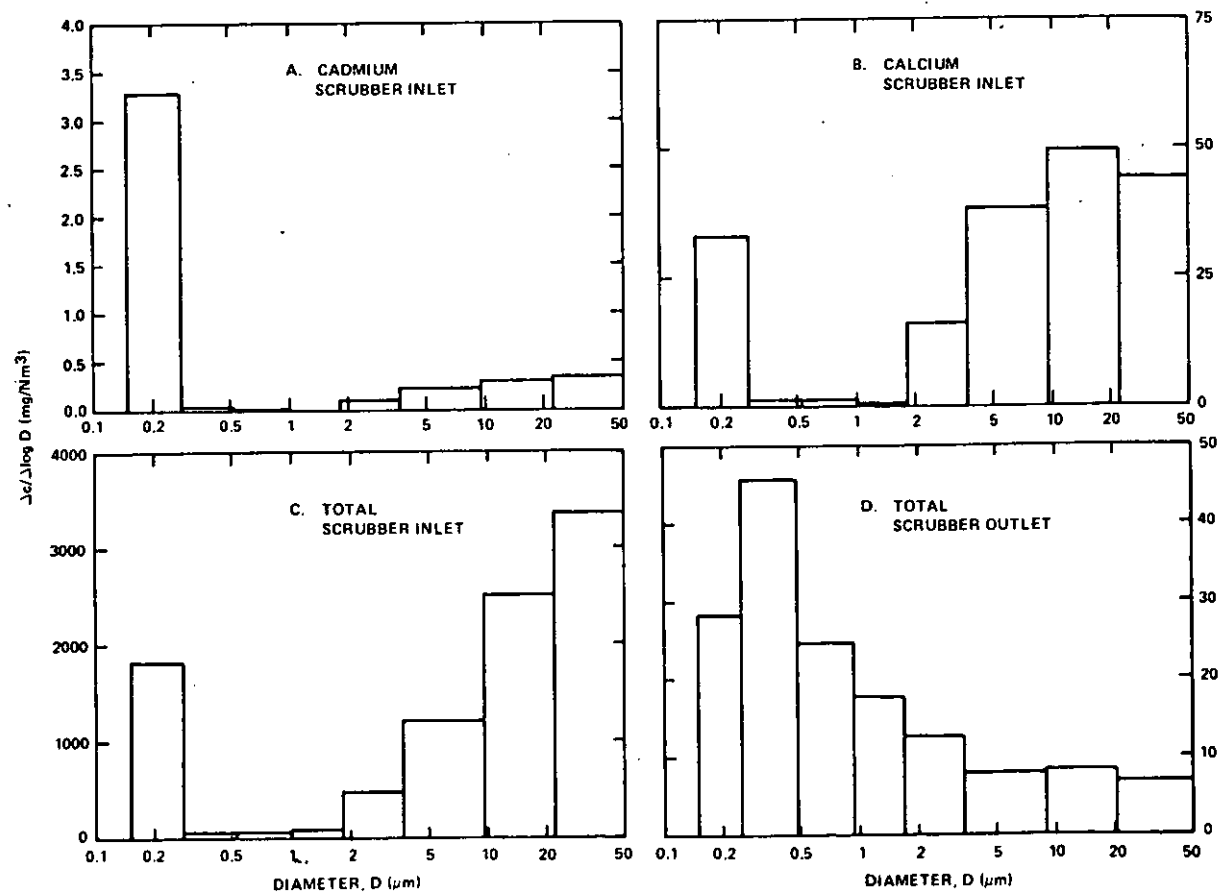 A. CADMIUM
SCRUBBER INLET
4.0
3.5
3.0
2.5
2.0
1.5
1.0
0.5
0.0
0.1 0.2 0.5 1 2 5 10 20 50
B. CALCIUM
SCRUBBER INLET
75
50
25
0
0.1 0.2 0.5 1 2 5 10 20 50
Δc/Δlog D (mg/Nm³)
C. TOTAL
SCRUBBER INLET
4000
3000
2000
1000
0
0.1 0.2 0.5 1 2 5 10 20 50
DIAMETER, D (μm)
D. TOTAL
SCRUBBER OUTLET
50
40
30
20
10
0
0.1 0.2 0.5 1 2 5 10 20 50
DIAMETER, D (μm)